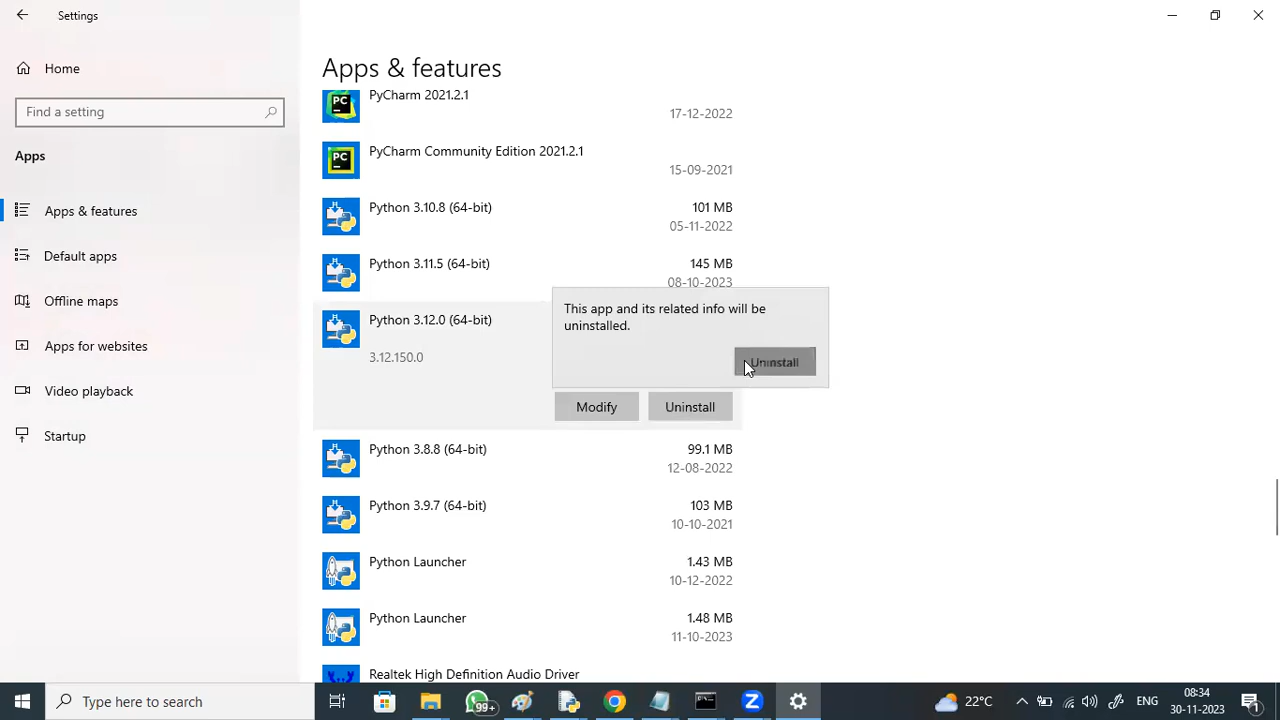 Settings
Home
Find a setting
Apps
Apps & features
Default apps
Offline maps
Apps for websites
Video playback
Startup
Apps & features
PyCharm 2021.2.1
17-12-2022
PyCharm Community Edition 2021.2.1
15-09-2021
Python 3.10.8 (64-bit) 101 MB
05-11-2022
Python 3.11.5 (64-bit) 145 MB
08-10-2023
Python 3.12.0 (64-bit)
3.12.150.0
This app and its related info will be
uninstalled.
Uninstall
Modify Uninstall
Python 3.8.8 (64-bit) 99.1 MB
12-08-2022
Python 3.9.7 (64-bit) 103 MB
10-10-2021
Python Launcher 1.43 MB
10-12-2022
Python Launcher 1.48 MB
11-10-2023
Realtek High Definition Audio Driver
PC
PC
Type here to search
99+
Z
22°C
ENG
08:34
30-11-2023
1